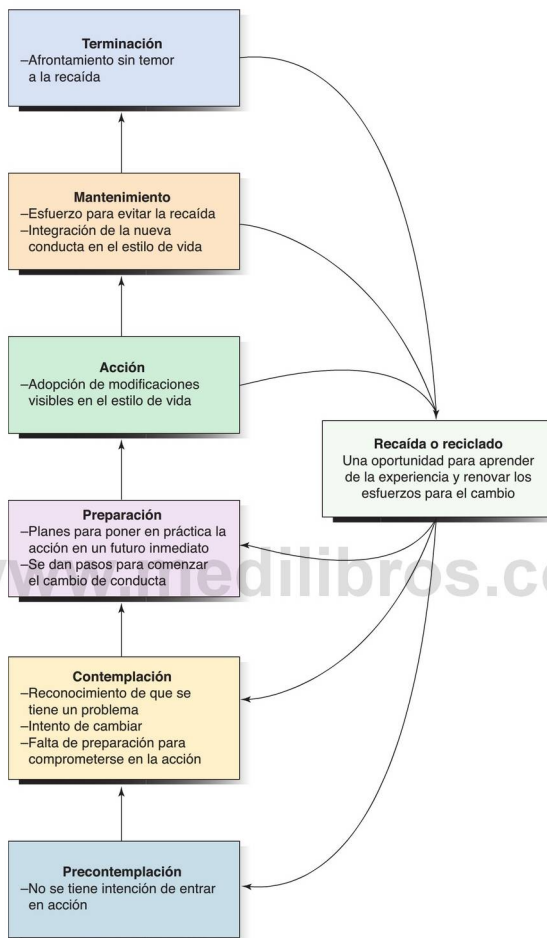 Terminación
–Afrontamiento sin temor
a la recaída
Mantenimiento
–Esfuerzo para evitar la recaída
–Integración de la nueva
conducta en el estilo de vida
Acción
–Adopción de modificaciones
visibles en el estilo de vida
Recaída o reciclado
Una oportunidad para aprender
de la experiencia y renovar los
esfuerzos para el cambio
Preparación
–Planes para poner en práctica la
acción en un futuro inmediato
–Se dan pasos para comenzar
el cambio de conducta
www.medilibros.co
Contemplación
–Reconocimiento de que se
tiene un problema
–Intento de cambiar
–Falta de preparación para
comprometerse en la acción
Precontemplación
–No se tiene intención de entrar
en acción